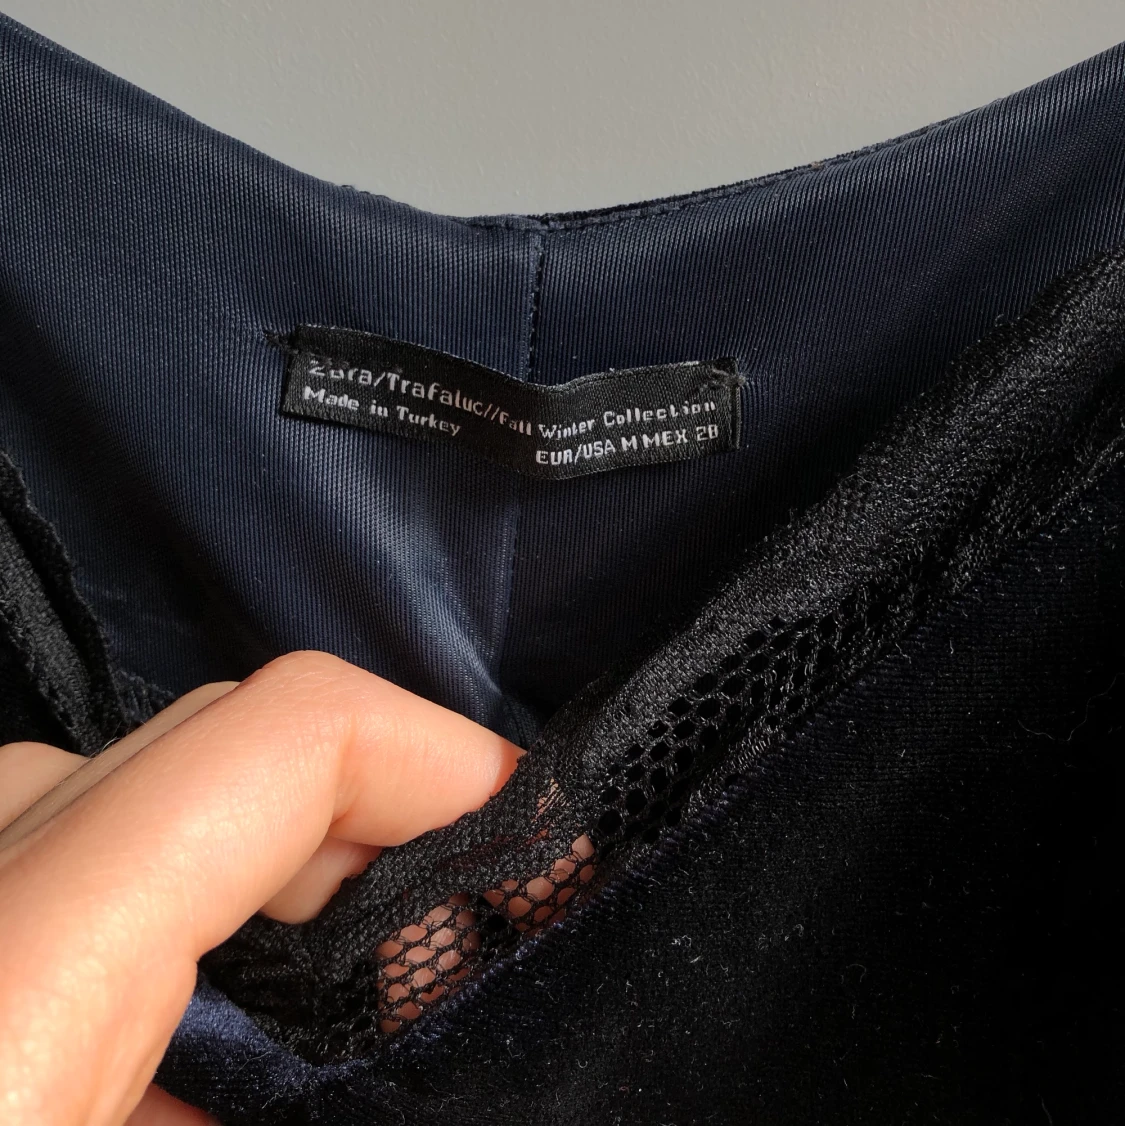 Zara/Trafaluc//Fall Winter Collection
Made in Turkey
EUR/USA M MEX 28